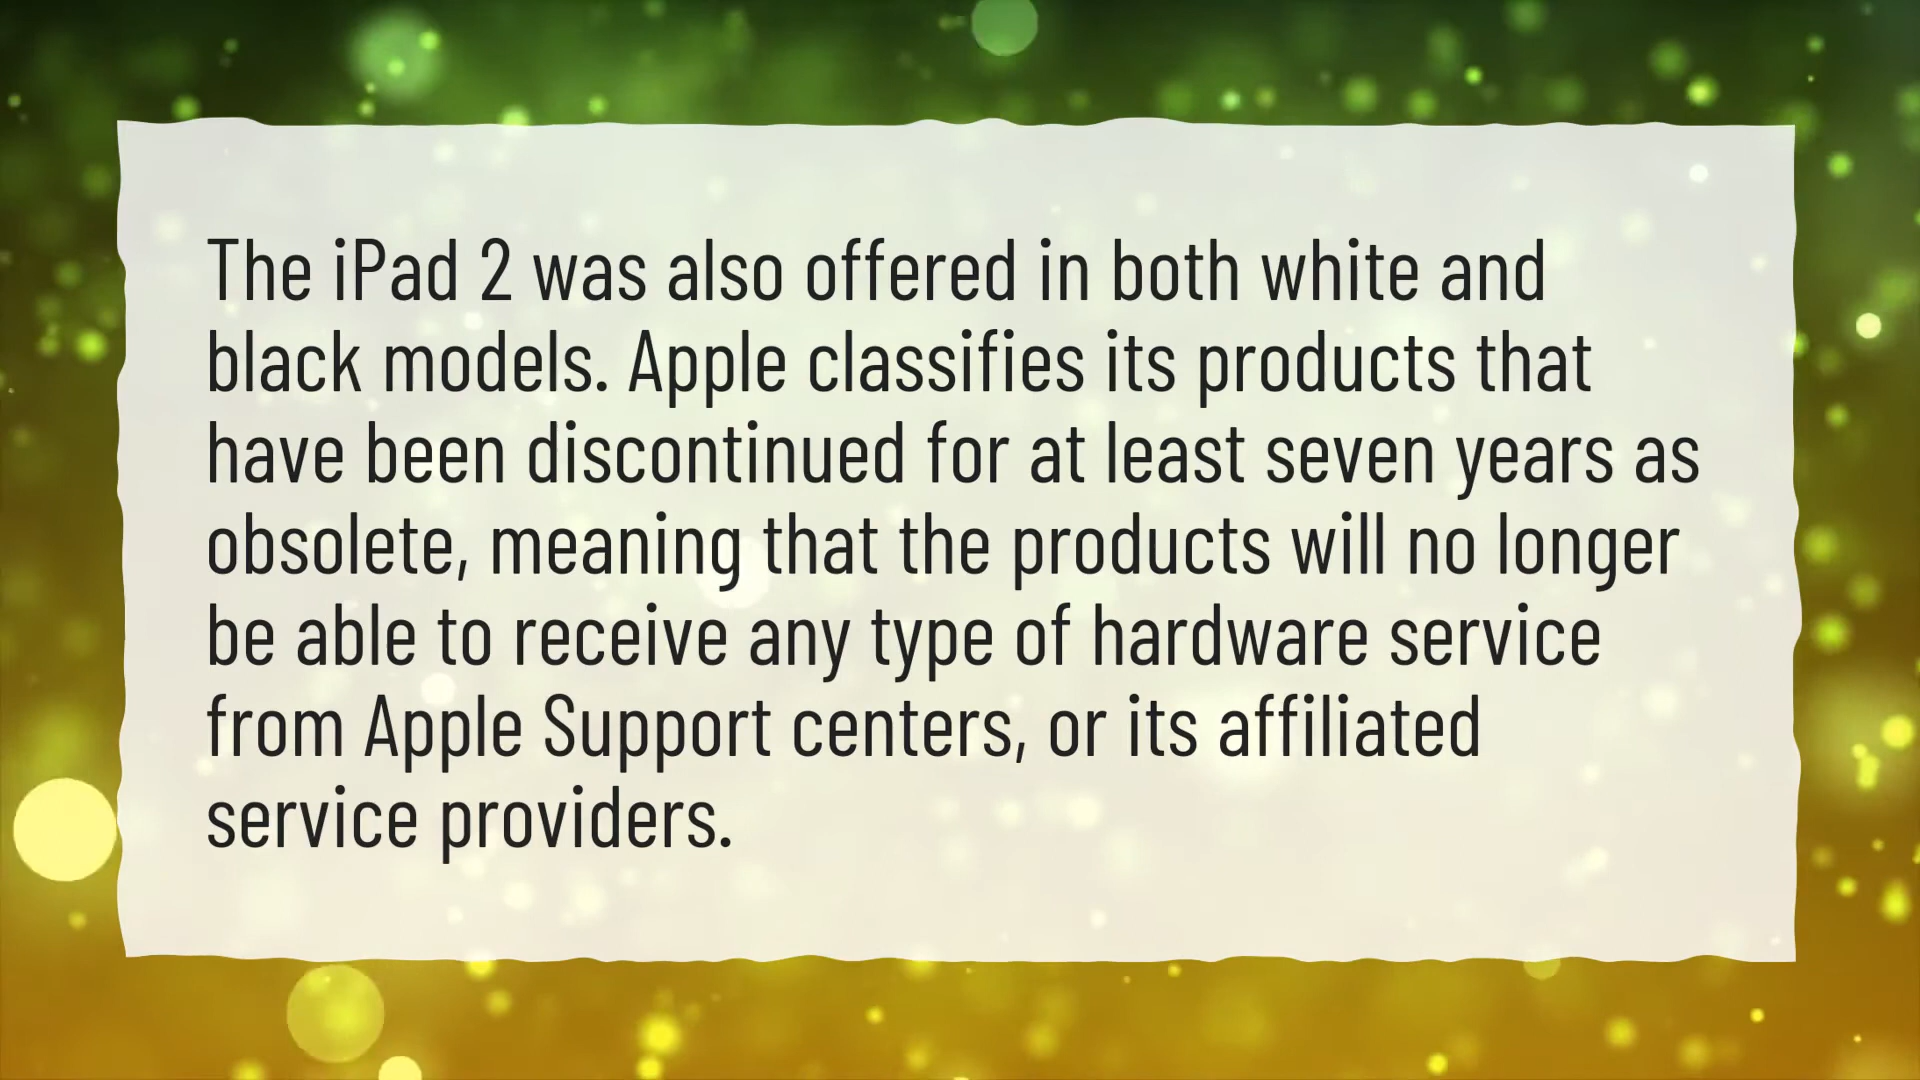 The iPad 2 was also offered in both white and
black models. Apple classifies its products that
have been discontinued for at least seven years as
obsolete, meaning that the products will no longer
be able to receive any type of hardware service
from Apple Support centers, or its affiliated
service providers.